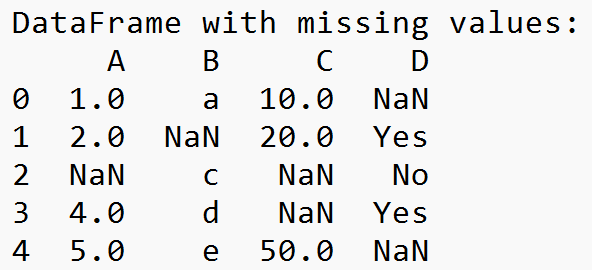 DataFrame with missing values:
     A    B     C    D
0  1.0    a  10.0  NaN
1  2.0  NaN  20.0  Yes
2  NaN    c   NaN   No
3  4.0    d   NaN  Yes
4  5.0    e  50.0  NaN